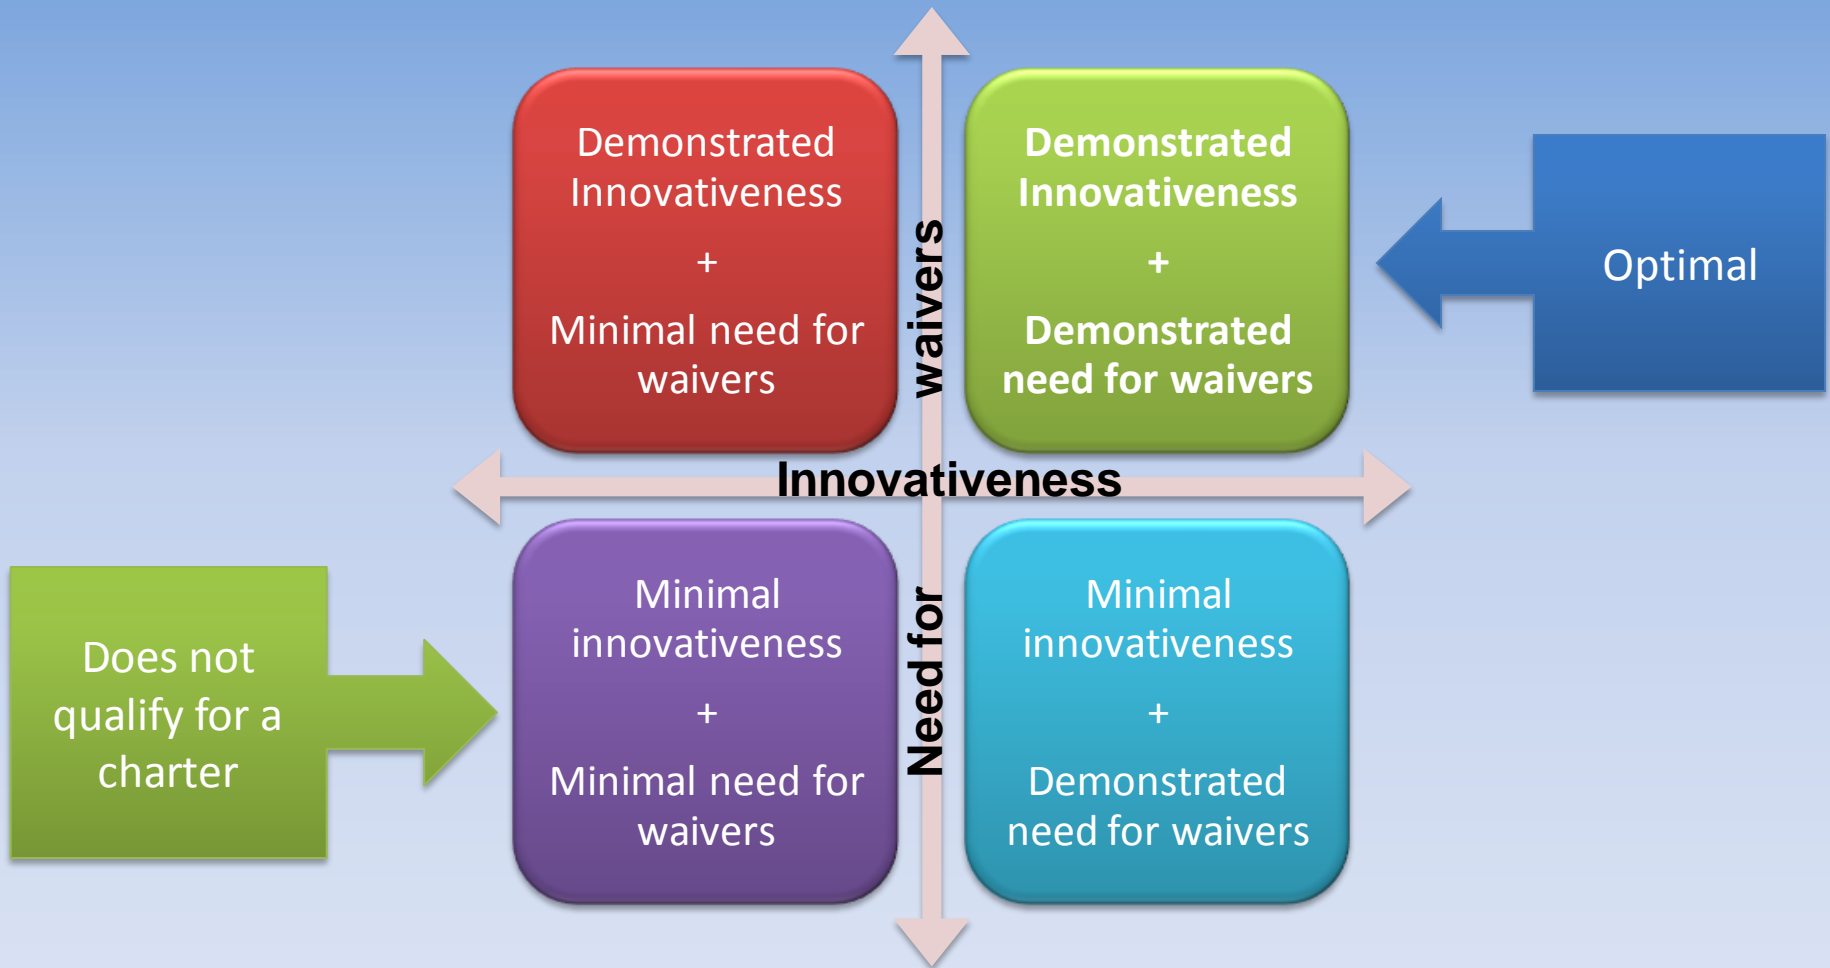 Demonstrated
Innovativeness
+
Minimal need for
waivers
Demonstrated
Innovativeness
+
Demonstrated
need for waivers
Optimal
Need for waivers
Innovativeness
Does not
qualify for a
charter
Minimal
innovativeness
+
Minimal need for
waivers
Minimal
innovativeness
+
Demonstrated
need for waivers